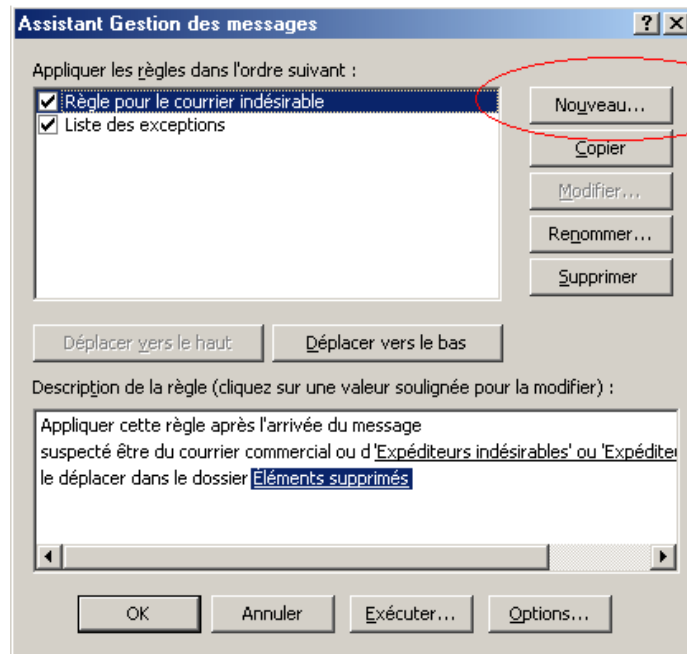 Assistant Gestion des messages
Appliquer les règles dans l'ordre suivant :
Règle pour le courrier indésirable
Liste des exceptions
Nouveau...
Copier
Modifier...
Renommer...
Supprimer
Déplacer vers le haut
Déplacer vers le bas
Description de la règle (cliquez sur une valeur soulignée pour la modifier) :
Appliquer cette règle après l'arrivée du message
suspecté être du courrier commercial ou d'Expéditeurs indésirables' ou 'Expéditeu
le déplacer dans le dossier Éléments supprimés
OK
Annuler
Exécuter...
Options...